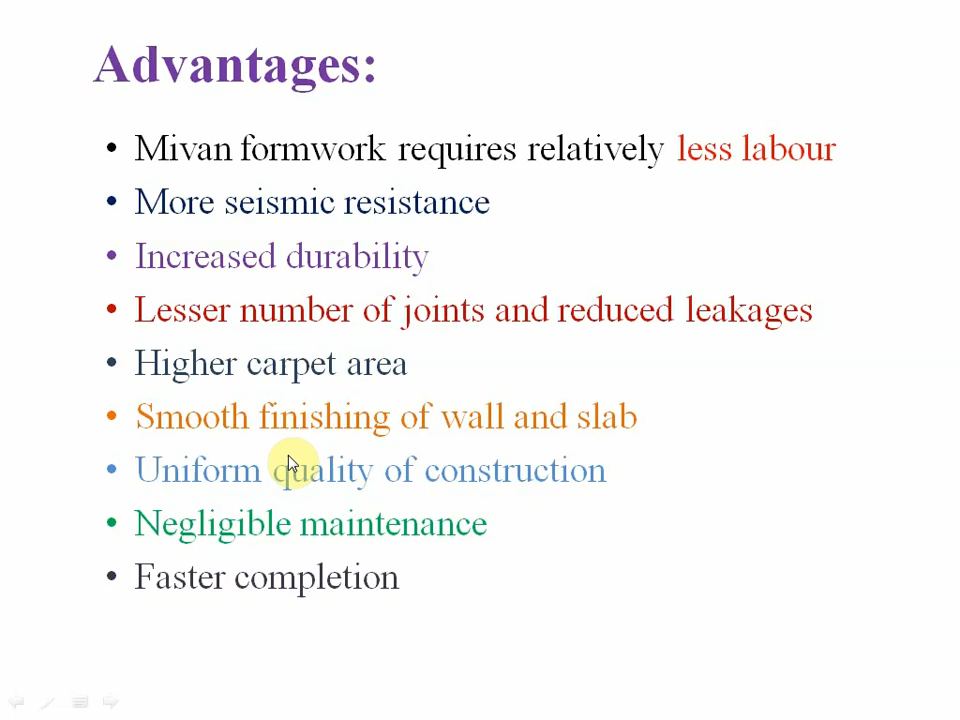 Advantages:
• Mivan formwork requires relatively less labour
• More seismic resistance
• Increased durability
• Lesser number of joints and reduced leakages
• Higher carpet area
• Smooth finishing of wall and slab
• Uniform quality of construction
• Negligible maintenance
• Faster completion